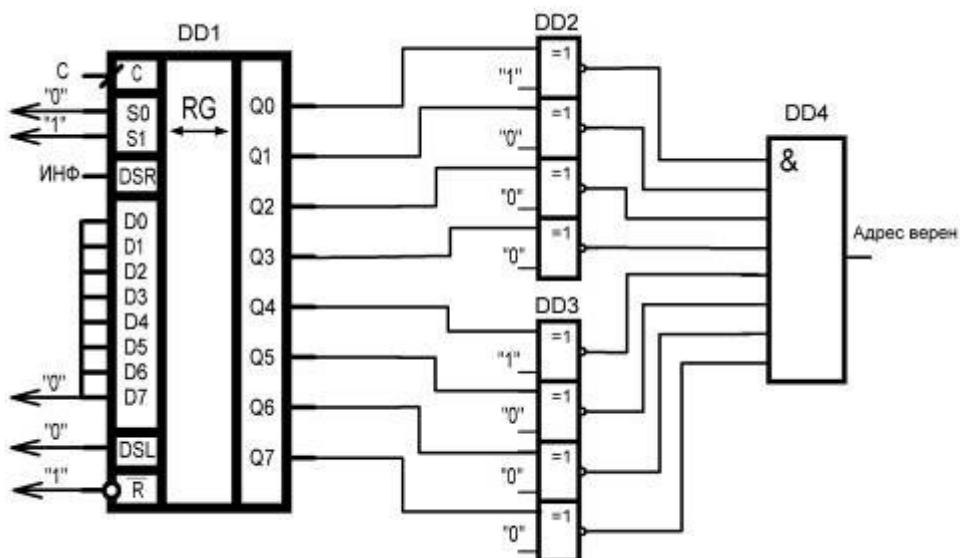 DD1
C
C
"0"
S0
"1"
S1
RG
ИНФ
DSR
D0
D1
D2
D3
D4
D5
D6
"0"
D7
"0"
DSL
"1"
R
Q0
Q1
Q2
Q3
Q4
Q5
Q6
Q7
DD2
=1
"1"
=1
"0"
=1
"0"
=1
"0"
DD3
=1
"1"
=1
"0"
=1
"0"
=1
"0"
DD4
&
Адрес верен